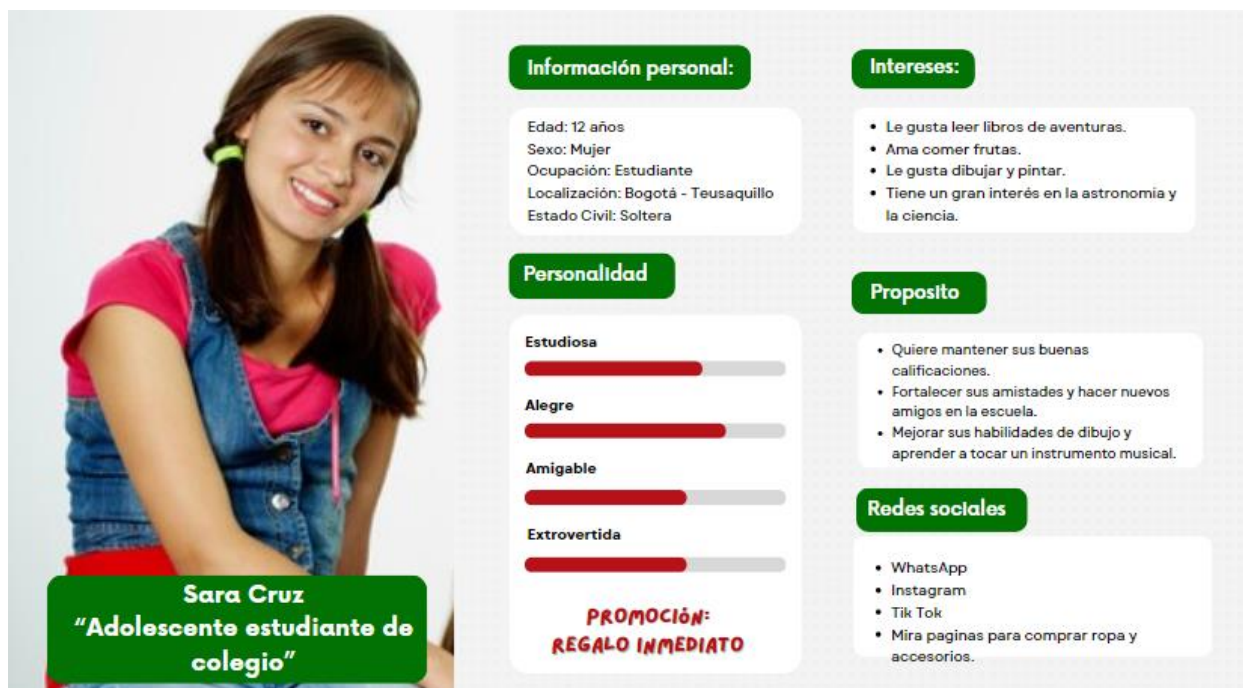 Información personal:
Edad: 12 años
Sexo: Mujer
Ocupación: Estudiante
Localización: Bogotá - Teusaquillo
Estado Civil: Soltera
Personalidad
Estudiosa
Alegre
Amigable
Extrovertida
PROMOCIÓN:
REGALO INMEDIATO
Intereses:
• Le gusta leer libros de aventuras.
• Ama comer frutas.
• Le gusta dibujar y pintar.
• Tiene un gran interés en la astronomía y
la ciencia.
Proposito
• Quiere mantener sus buenas
calificaciones.
• Fortalecer sus amistades y hacer nuevos
amigos en la escuela.
• Mejorar sus habilidades de dibujo y
aprender a tocar un instrumento musical.
Redes sociales
• WhatsApp
• Instagram
• Tik Tok
• Mira paginas para comprar ropa y
accesorios.
Sara Cruz
“Adolescente estudiante de
colegio”